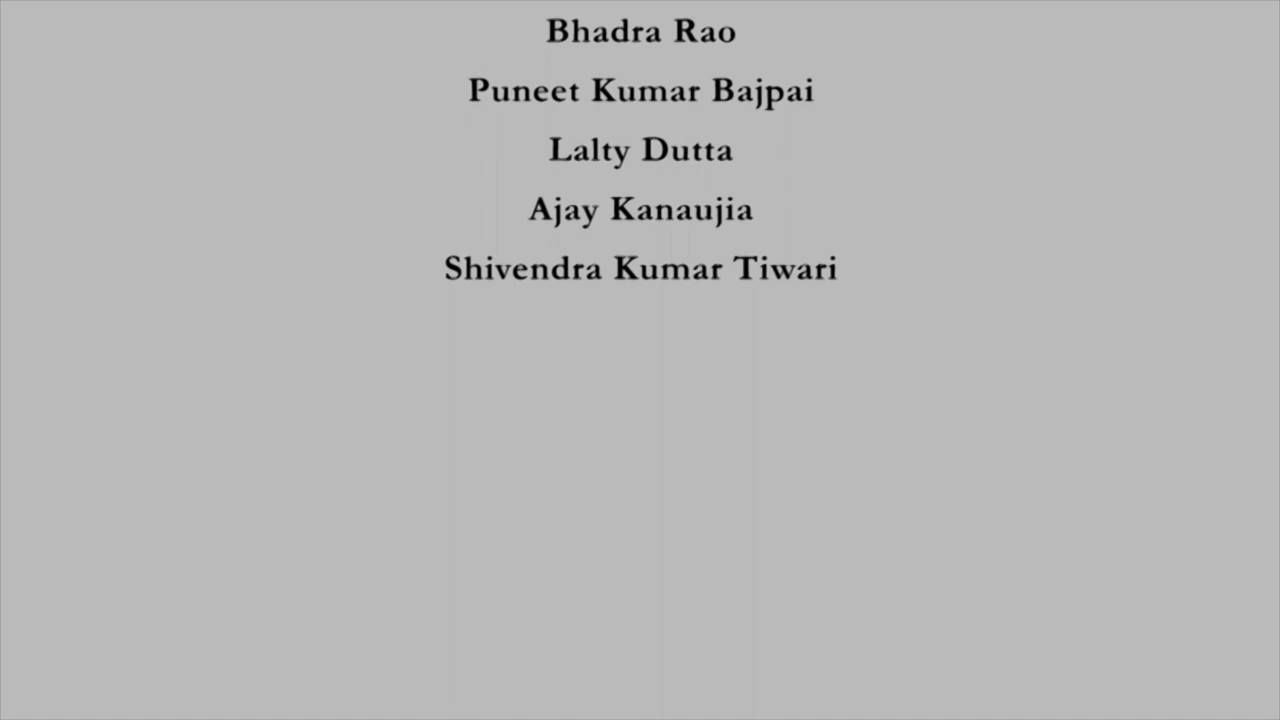 Bhadra Rao
Puneet Kumar Bajpai
Lalty Dutta
Ajay Kanaujia
Shivendra Kumar Tiwari